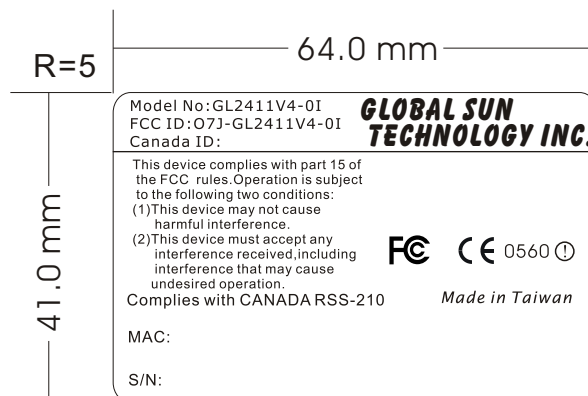 64.0 mm
R=5
41.0 mm
Model No:GL2411V4-0I
FCC ID:O7J-GL2411V4-0I
Canada ID:
GLOBAL SUN
TECHNOLOGY INC.
This device complies with part 15 of
the FCC rules.Operation is subject
to the following two conditions:
(1)This device may not cause
harmful interference.
(2)This device must accept any
interference received,including
interference that may cause
undesired operation.
Complies with CANADA RSS-210
FC CE 0560
Made in Taiwan
MAC:
S/N: